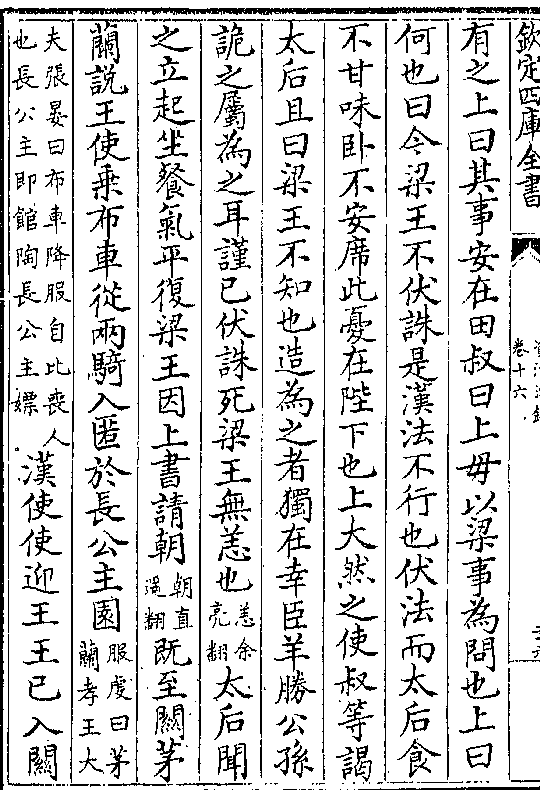 欽定四庫全書
卷十六
有之上曰其事安在田叔曰上毋以梁事為問也上曰
何也曰今梁王不伏誅是漢法不行也伏法而太后食
不甘味卧不安席此憂在陛下也上大然之使叔等謁
太后且曰梁王不知也造為之者獨在幸臣羊勝公孫
詭之屬為之耳謹已伏誅死梁王無恙也恙余亮翻太后聞
之立起坐餐氣平復梁王因上書請朝朝直遥翻既至關茅
蘭說王使乘布車從兩騎入匿於長公主園服䖍曰茅蘭孝王大
夫張晏曰布車降服自比喪人也長公主即館陶長公主嫖漢使使迎王王已入關